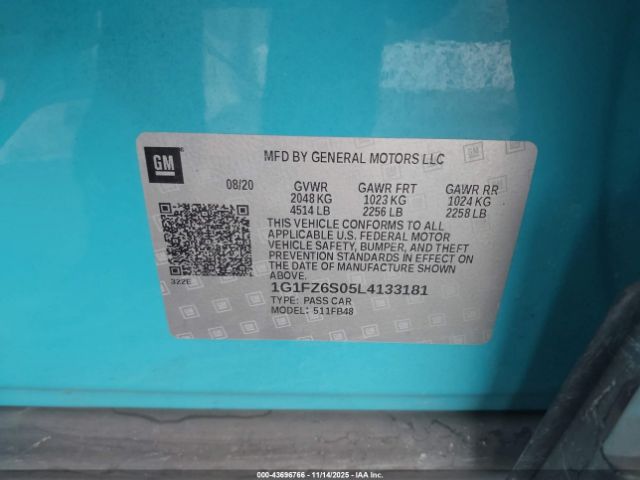 GM
MFD BY GENERAL MOTORS LLC
08/20 GVWR GAWR FRT GAWR RR
2048 KG 1023 KG 1024 KG
4514 LB 2256 LB 2258 LB
THIS VEHICLE CONFORMS TO ALL
APPLICABLE U.S. FEDERAL MOTOR
VEHICLE SAFETY, BUMPER, AND THEFT
PREVENTION STANDARDS IN EFFECT
ON THE DATE OF MANUFACTURE SHOWN
ABOVE.
322E
1G1FZ6S05L4133181
TYPE: PASS CAR
MODEL: 511FB48
000-43696766 - 11/14/2025 - IAAI Inc.